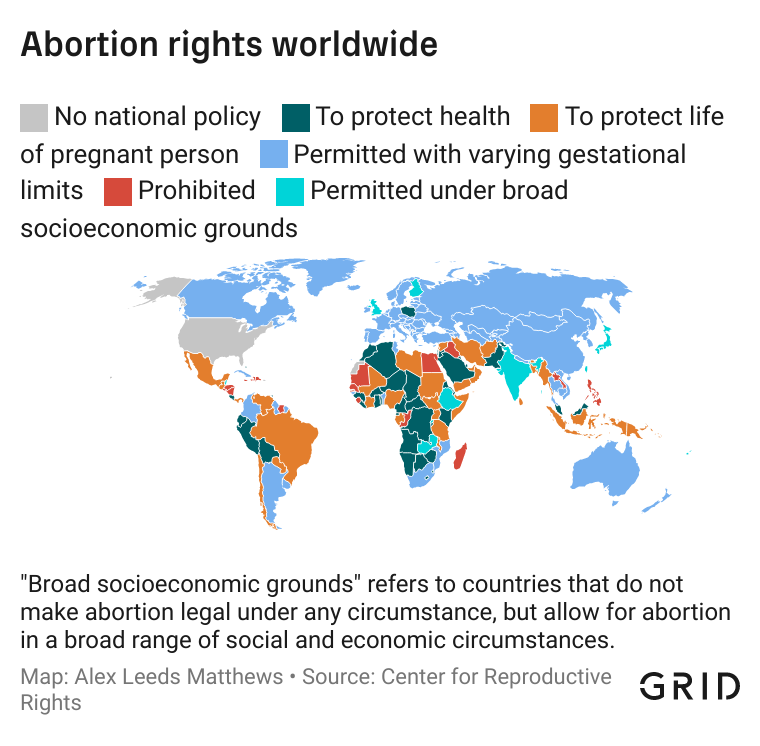 Abortion rights worldwide
No national policy To protect health To protect life
of pregnant person Permitted with varying gestational
limits Prohibited Permitted under broad
socioeconomic grounds
"Broad socioeconomic grounds" refers to countries that do not
make abortion legal under any circumstance, but allow for abortion
in a broad range of social and economic circumstances.
Map: Alex Leeds Matthews • Source: Center for Reproductive
Rights
GRID